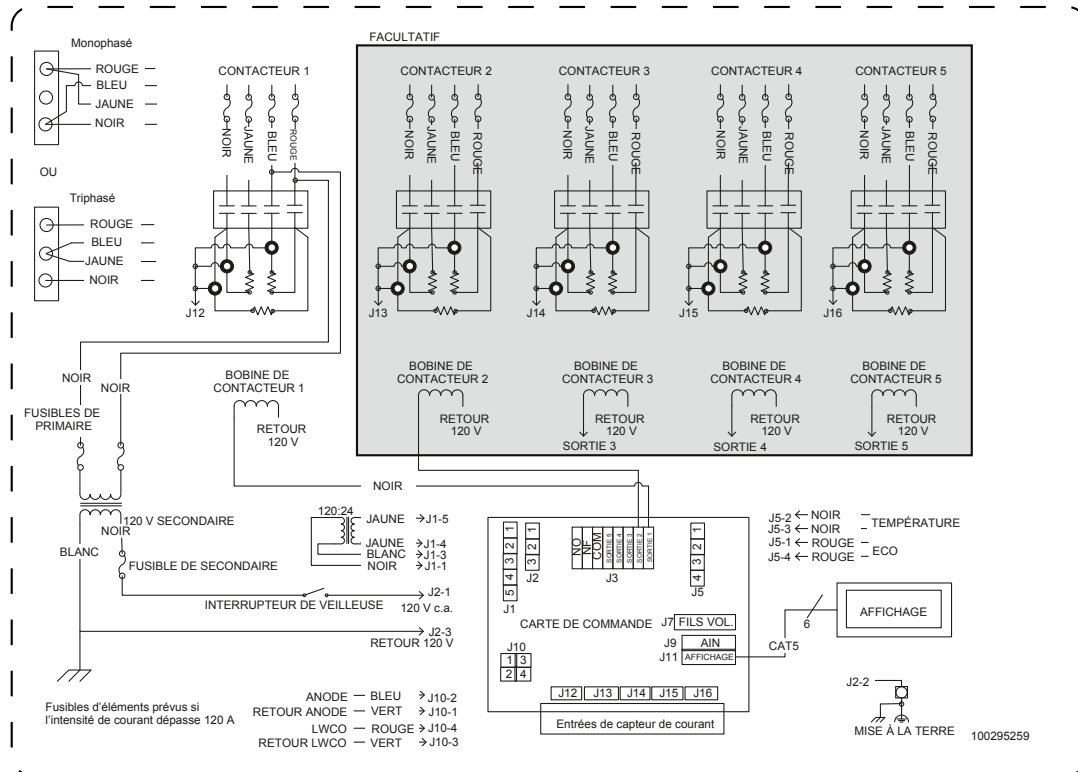 Monophasé
ROUGE
BLEU
JAUNE
NOIR
OU
Triphasé
ROUGE
BLEU
JAUNE
NOIR
CONTACTEUR 1
NOIR
JAUNE
BLEU
ROUGE
J12
FACULTATIF
CONTACTEUR 2
NOIR
JAUNE
BLEU
ROUGE
J13
CONTACTEUR 3
NOIR
JAUNE
BLEU
ROUGE
J14
CONTACTEUR 4
NOIR
JAUNE
BLEU
ROUGE
J15
CONTACTEUR 5
NOIR
JAUNE
BLEU
ROUGE
J16
NOIR
NOIR
FUSIBLES DE
PRIMAIRE
BOBINE DE
CONTACTEUR 1
RETOUR
120 V
BOBINE DE
CONTACTEUR 2
RETOUR
120 V
BOBINE DE
CONTACTEUR 3
RETOUR
120 V
SORTIE 3
BOBINE DE
CONTACTEUR 4
RETOUR
120 V
SORTIE 4
BOBINE DE
CONTACTEUR 5
RETOUR
120 V
SORTIE 5
NOIR
120 V SECONDAIRE
NOIR
BLANC
FUSIBLE DE SECONDAIRE
120:24
JAUNE J1-5
JAUNE J1-4
BLANC J1-3
NOIR J1-1
INTERRUPTEUR DE VEILLEUSE
J2-1
120 V c.a.
J2-3
RETOUR 120 V
5 4 3 2 1
J1
3 2 1
J2
NO
NF
COM
SORTIE 5
SORTIE 4
SORTIE 3
SORTIE 2
SORTIE 1
J3
4 3 2 1
J5
CARTE DE COMMANDE
J7 FILS VOL.
J9 AIN
J11 AFFICHAGE
J10
1 3
2 4
J12 J13 J14 J15 J16
Entrées de capteur de courant
J5-2 NOIR
J5-3 NOIR
TEMPÉRATURE
J5-1 ROUGE
J5-4 ROUGE
ECO
6
CAT5
AFFICHAGE
J2-2
MISE À LA TERRE
100295259
Fusibles d'éléments prévus si
l'intensité de courant dépasse 120 A
ANODE BLEU J10-2
RETOUR ANODE VERT J10-1
LWCO ROUGE J10-4
RETOUR LWCO VERT J10-3